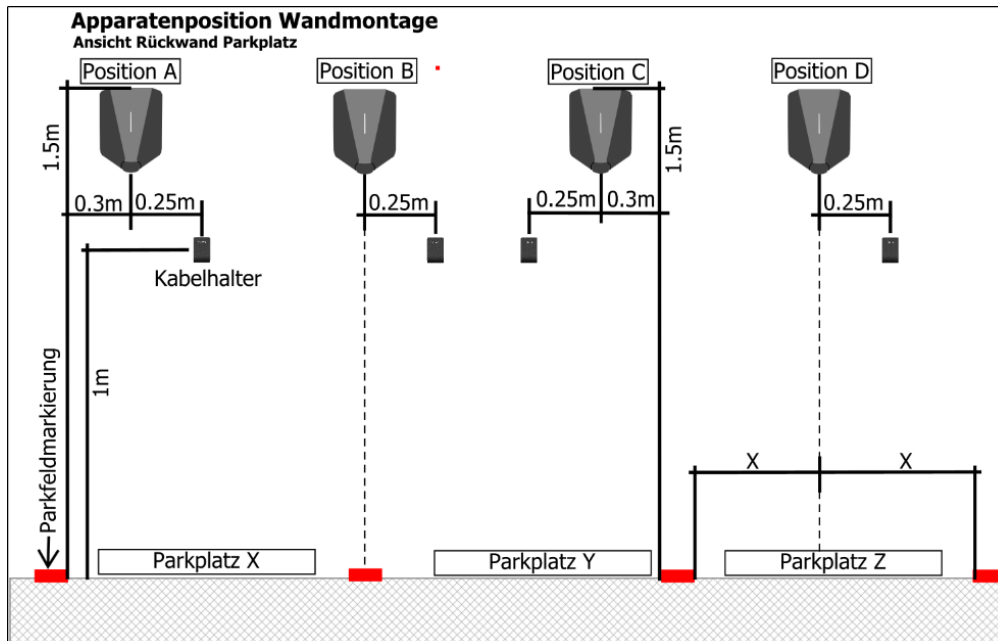 Apparatenposition Wandmontage
Ansicht Rückwand Parkplatz
Position A
Position B
Position C
Position D
1.5m
1.5m
0.3m
0.25m
0.25m
0.25m
0.3m
0.25m
Kabelhalter
1m
Parkfeldmarkierung
X
X
Parkplatz X
Parkplatz Y
Parkplatz Z